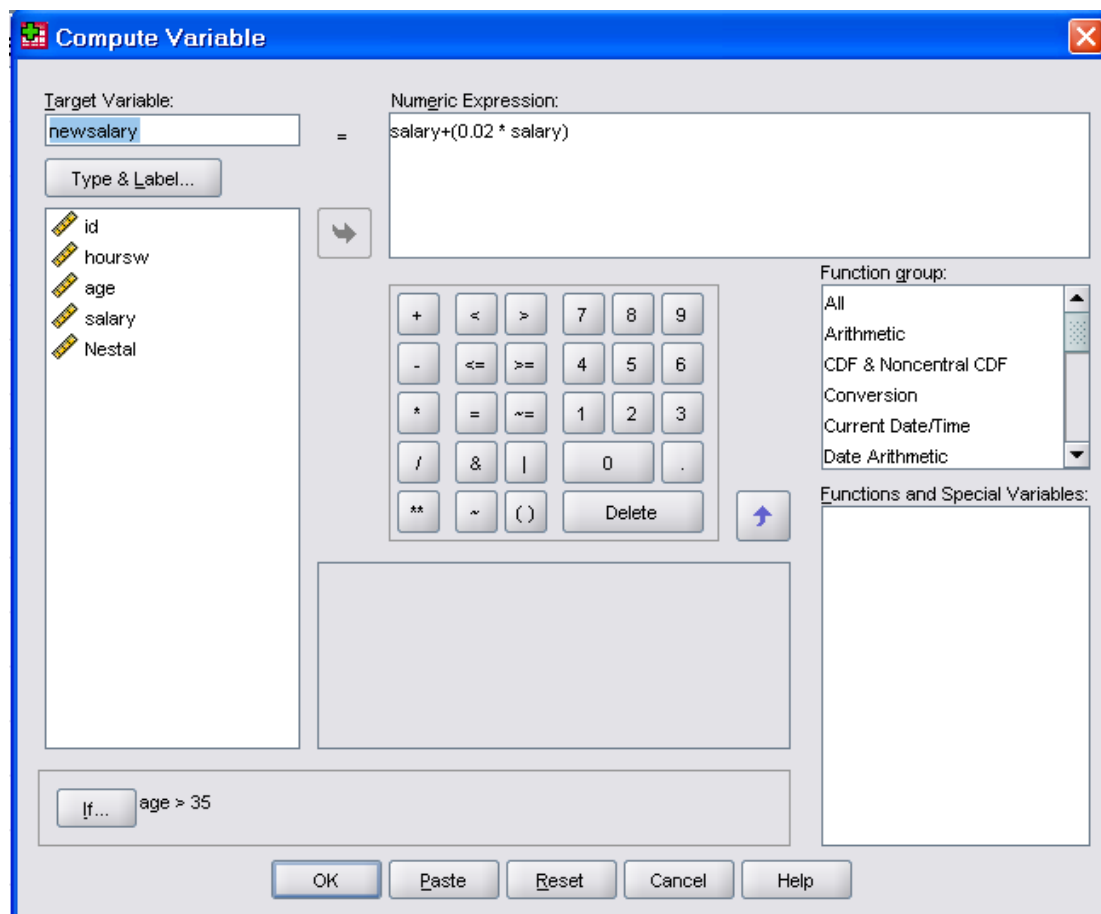 Compute Variable
Target Variable:
newsalary
=
Numeric Expression:
salary+(0.02 * salary)
Type & Label...
id
hoursw
age
salary
Nestal
+ < > 7 8 9
- <= >= 4 5 6
* = ~= 1 2 3
/ & | 0 .
** ~ ( ) Delete
Function group:
All
Arithmetic
CDF & Noncentral CDF
Conversion
Current Date/Time
Date Arithmetic
Functions and Special Variables:
If... age > 35
OK Paste Reset Cancel Help